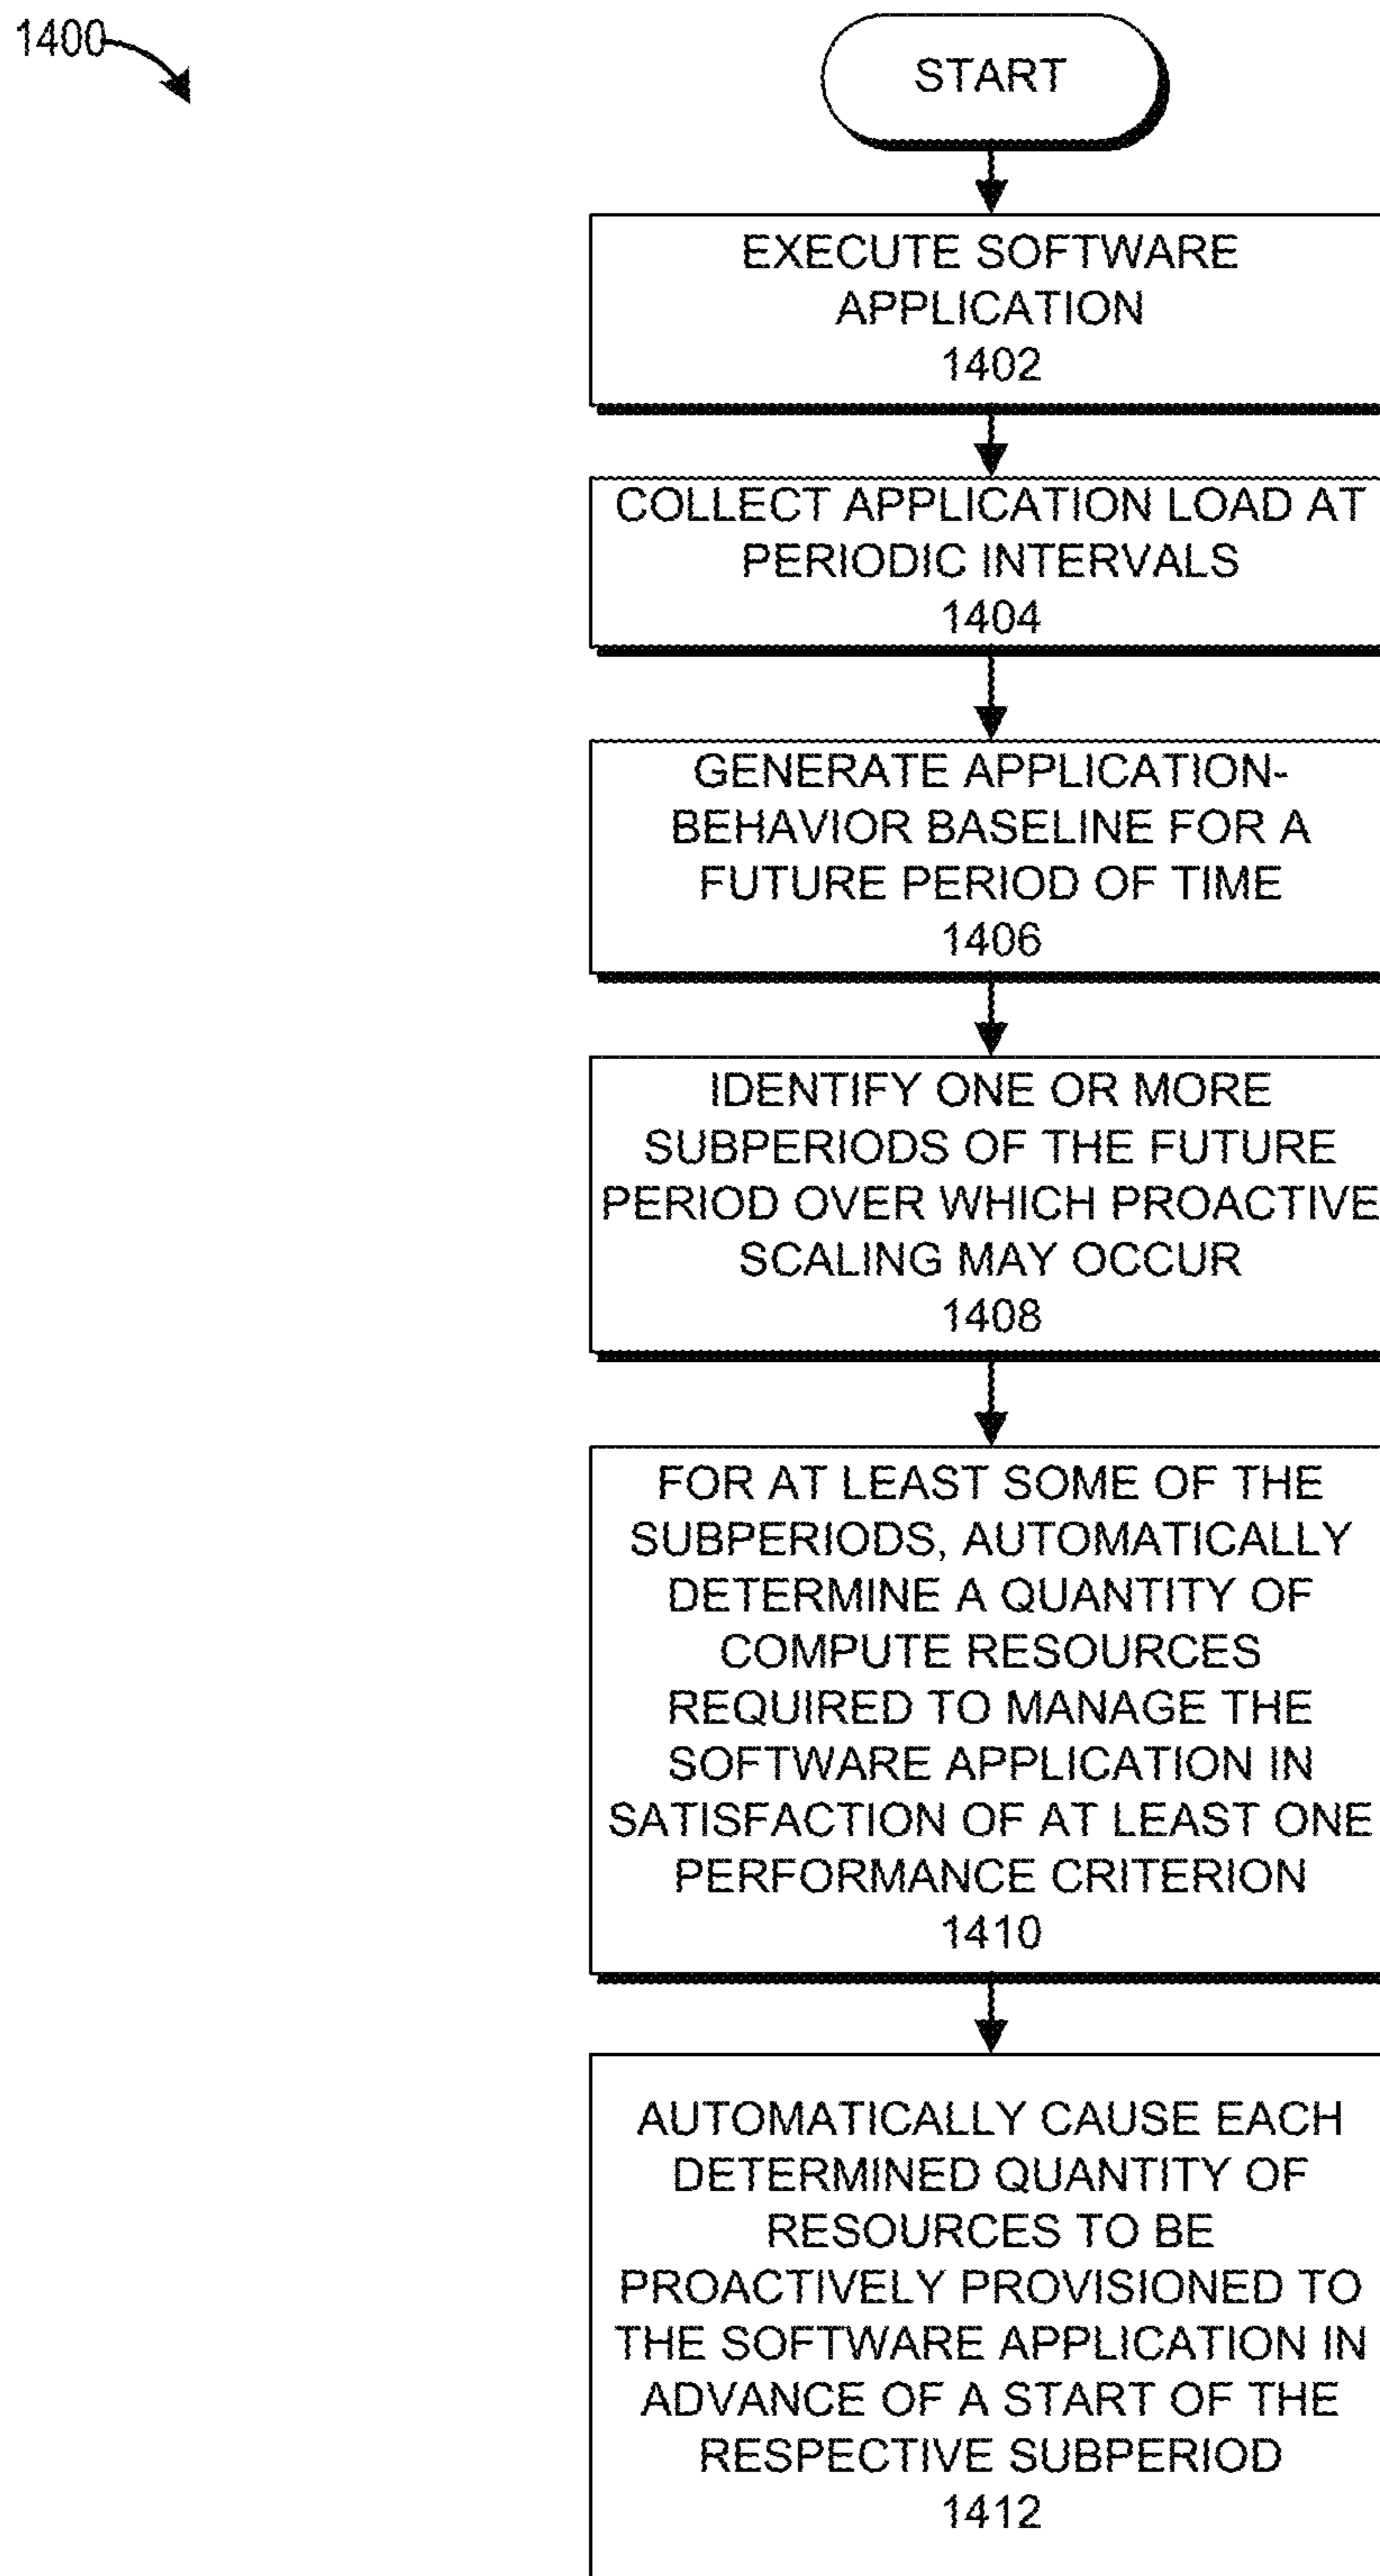 1400
START
EXECUTE SOFTWARE
APPLICATION
1402
COLLECT APPLICATION LOAD AT
PERIODIC INTERVALS
1404
GENERATE APPLICATION-
BEHAVIOR BASELINE FOR A
FUTURE PERIOD OF TIME
1406
IDENTIFY ONE OR MORE
SUBPERIODS OF THE FUTURE
PERIOD OVER WHICH PROACTIVE
SCALING MAY OCCUR
1408
FOR AT LEAST SOME OF THE
SUBPERIODS, AUTOMATICALLY
DETERMINE A QUANTITY OF
COMPUTE RESOURCES
REQUIRED TO MANAGE THE
SOFTWARE APPLICATION IN
SATISFACTION OF AT LEAST ONE
PERFORMANCE CRITERION
1410
AUTOMATICALLY CAUSE EACH
DETERMINED QUANTITY OF
RESOURCES TO BE
PROACTIVELY PROVISIONED TO
THE SOFTWARE APPLICATION IN
ADVANCE OF A START OF THE
RESPECTIVE SUBPERIOD
1412